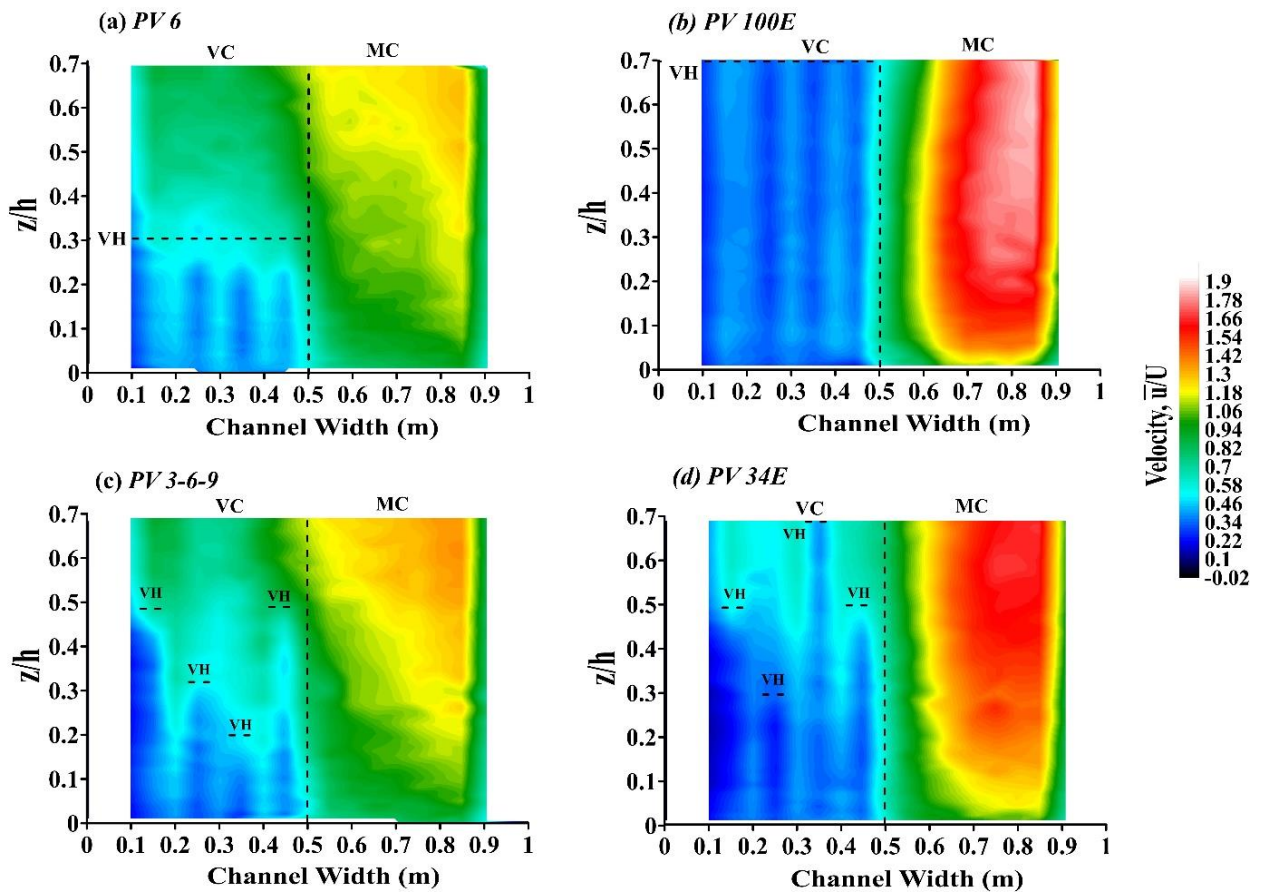 (a) PV 6
VC MC
0.7
0.6
0.5
0.4
0.3
0.2
0.1
0
z/h
VH
0 0.1 0.2 0.3 0.4 0.5 0.6 0.7 0.8 0.9 1
Channel Width (m)
(b) PV 100E
VC MC
0.7
0.6
0.5
0.4
0.3
0.2
0.1
0
z/h
VH
0 0.1 0.2 0.3 0.4 0.5 0.6 0.7 0.8 0.9 1
Channel Width (m)
(c) PV 3-6-9
VC MC
0.7
0.6
0.5
0.4
0.3
0.2
0.1
0
z/h
VH
VH
VH
VH
0 0.1 0.2 0.3 0.4 0.5 0.6 0.7 0.8 0.9 1
Channel Width (m)
(d) PV 34E
VC MC
0.7
0.6
0.5
0.4
0.3
0.2
0.1
0
z/h
VH
VH
VH
VH
0 0.1 0.2 0.3 0.4 0.5 0.6 0.7 0.8 0.9 1
Channel Width (m)
Velocity, u̅/U
1.9
1.78
1.66
1.54
1.42
1.3
1.18
1.06
0.94
0.82
0.7
0.58
0.46
0.34
0.22
0.1
-0.02